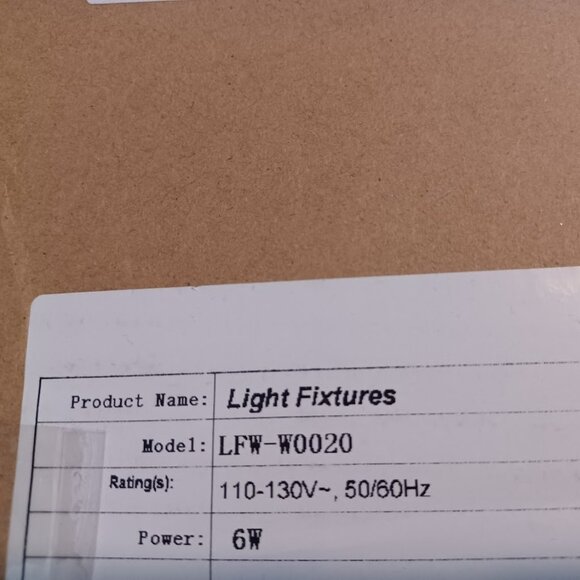 Product Name: Light Fixtures
Model: LFW-W0020
Rating(s): 110-130V~, 50/60Hz
Power: 6W